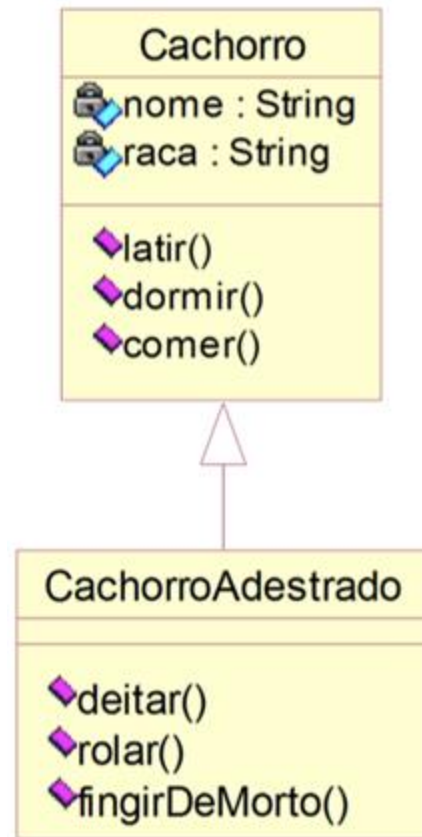 Cachorro
nome : String
raca : String
latir()
dormir()
comer()
CachorroAdestrado
deitar()
rolar()
fingirDeMorto()